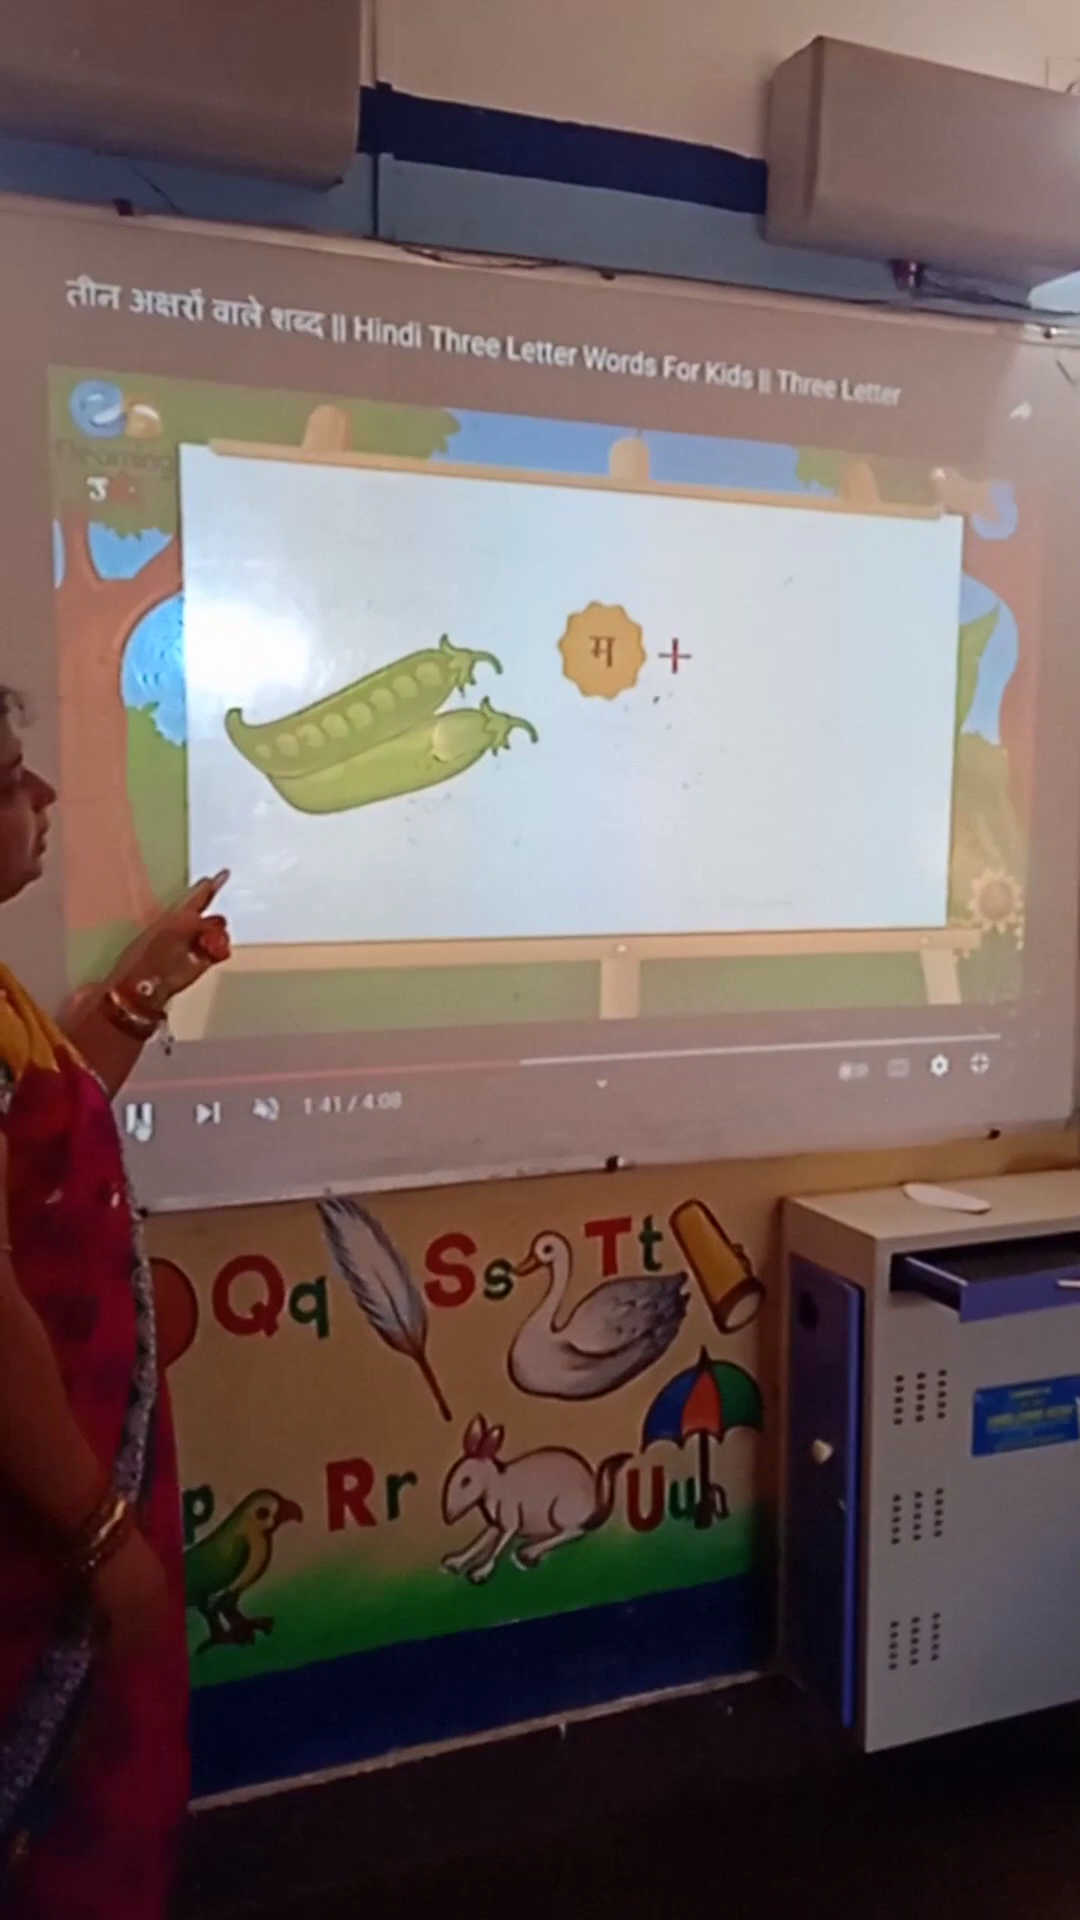 तीन अक्षरों वाले शब्द || Hindi Three Letter Words For Kids || Three Letter
म +
1:41 / 4:08
Qq Ss Tt
p Rr Uu